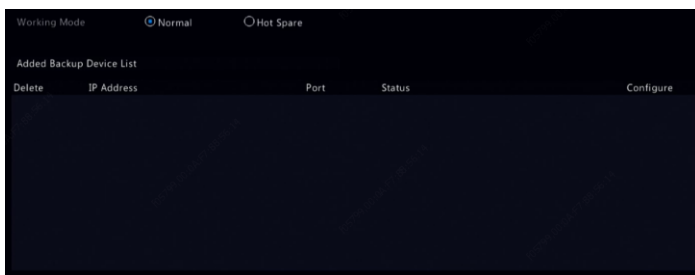 Working Mode Normal Hot Spare
Added Backup Device List
Delete IP Address Port Status Configure